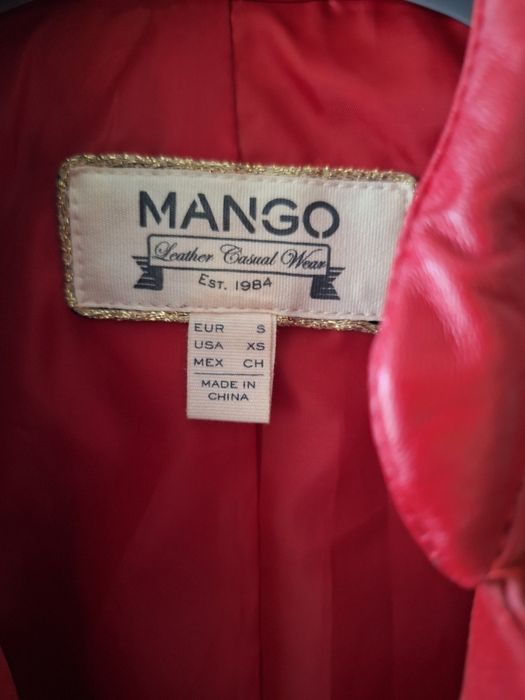 MANGO
Leather Casual Wear
EST. 1984
EUR S
USA XS
MEX CH
MADE IN
CHINA